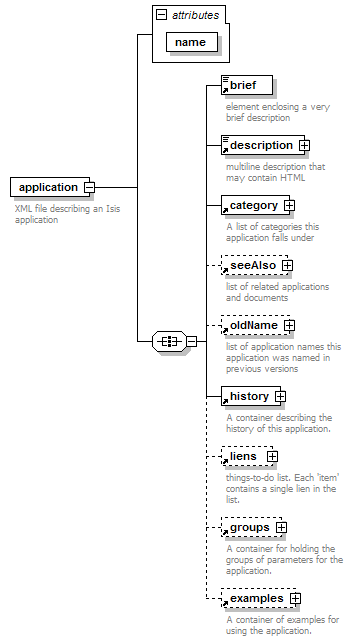 attributes
name
brief
element enclosing a very
brief description
description
multiline description that
may contain HTML
application
XML file describing an Isis
application
category
A list of categories this
application falls under
seeAlso
list of related applications
and documents
oldName
list of application names this
application was named in
previous versions
history
A container describing the
history of this application.
liens
things-to-do list. Each 'item'
contains a single lien in the
list.
groups
A container for holding the
groups of parameters for the
application.
examples
A container of examples for
using the application.